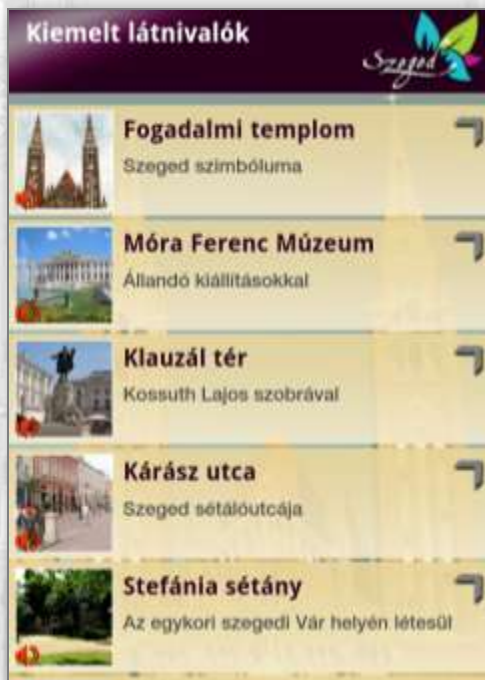 Kiemelt látnivalók
Szeged
Fogadalmi templom
Szeged szimbóluma
Móra Ferenc Múzeum
Állandó kiállításokkal
Klauzál tér
Kossuth Lajos szobrával
Kárász utca
Szeged sétálóutcája
Stefánia sétány
Az egykori szegedi Vár helyén létesül